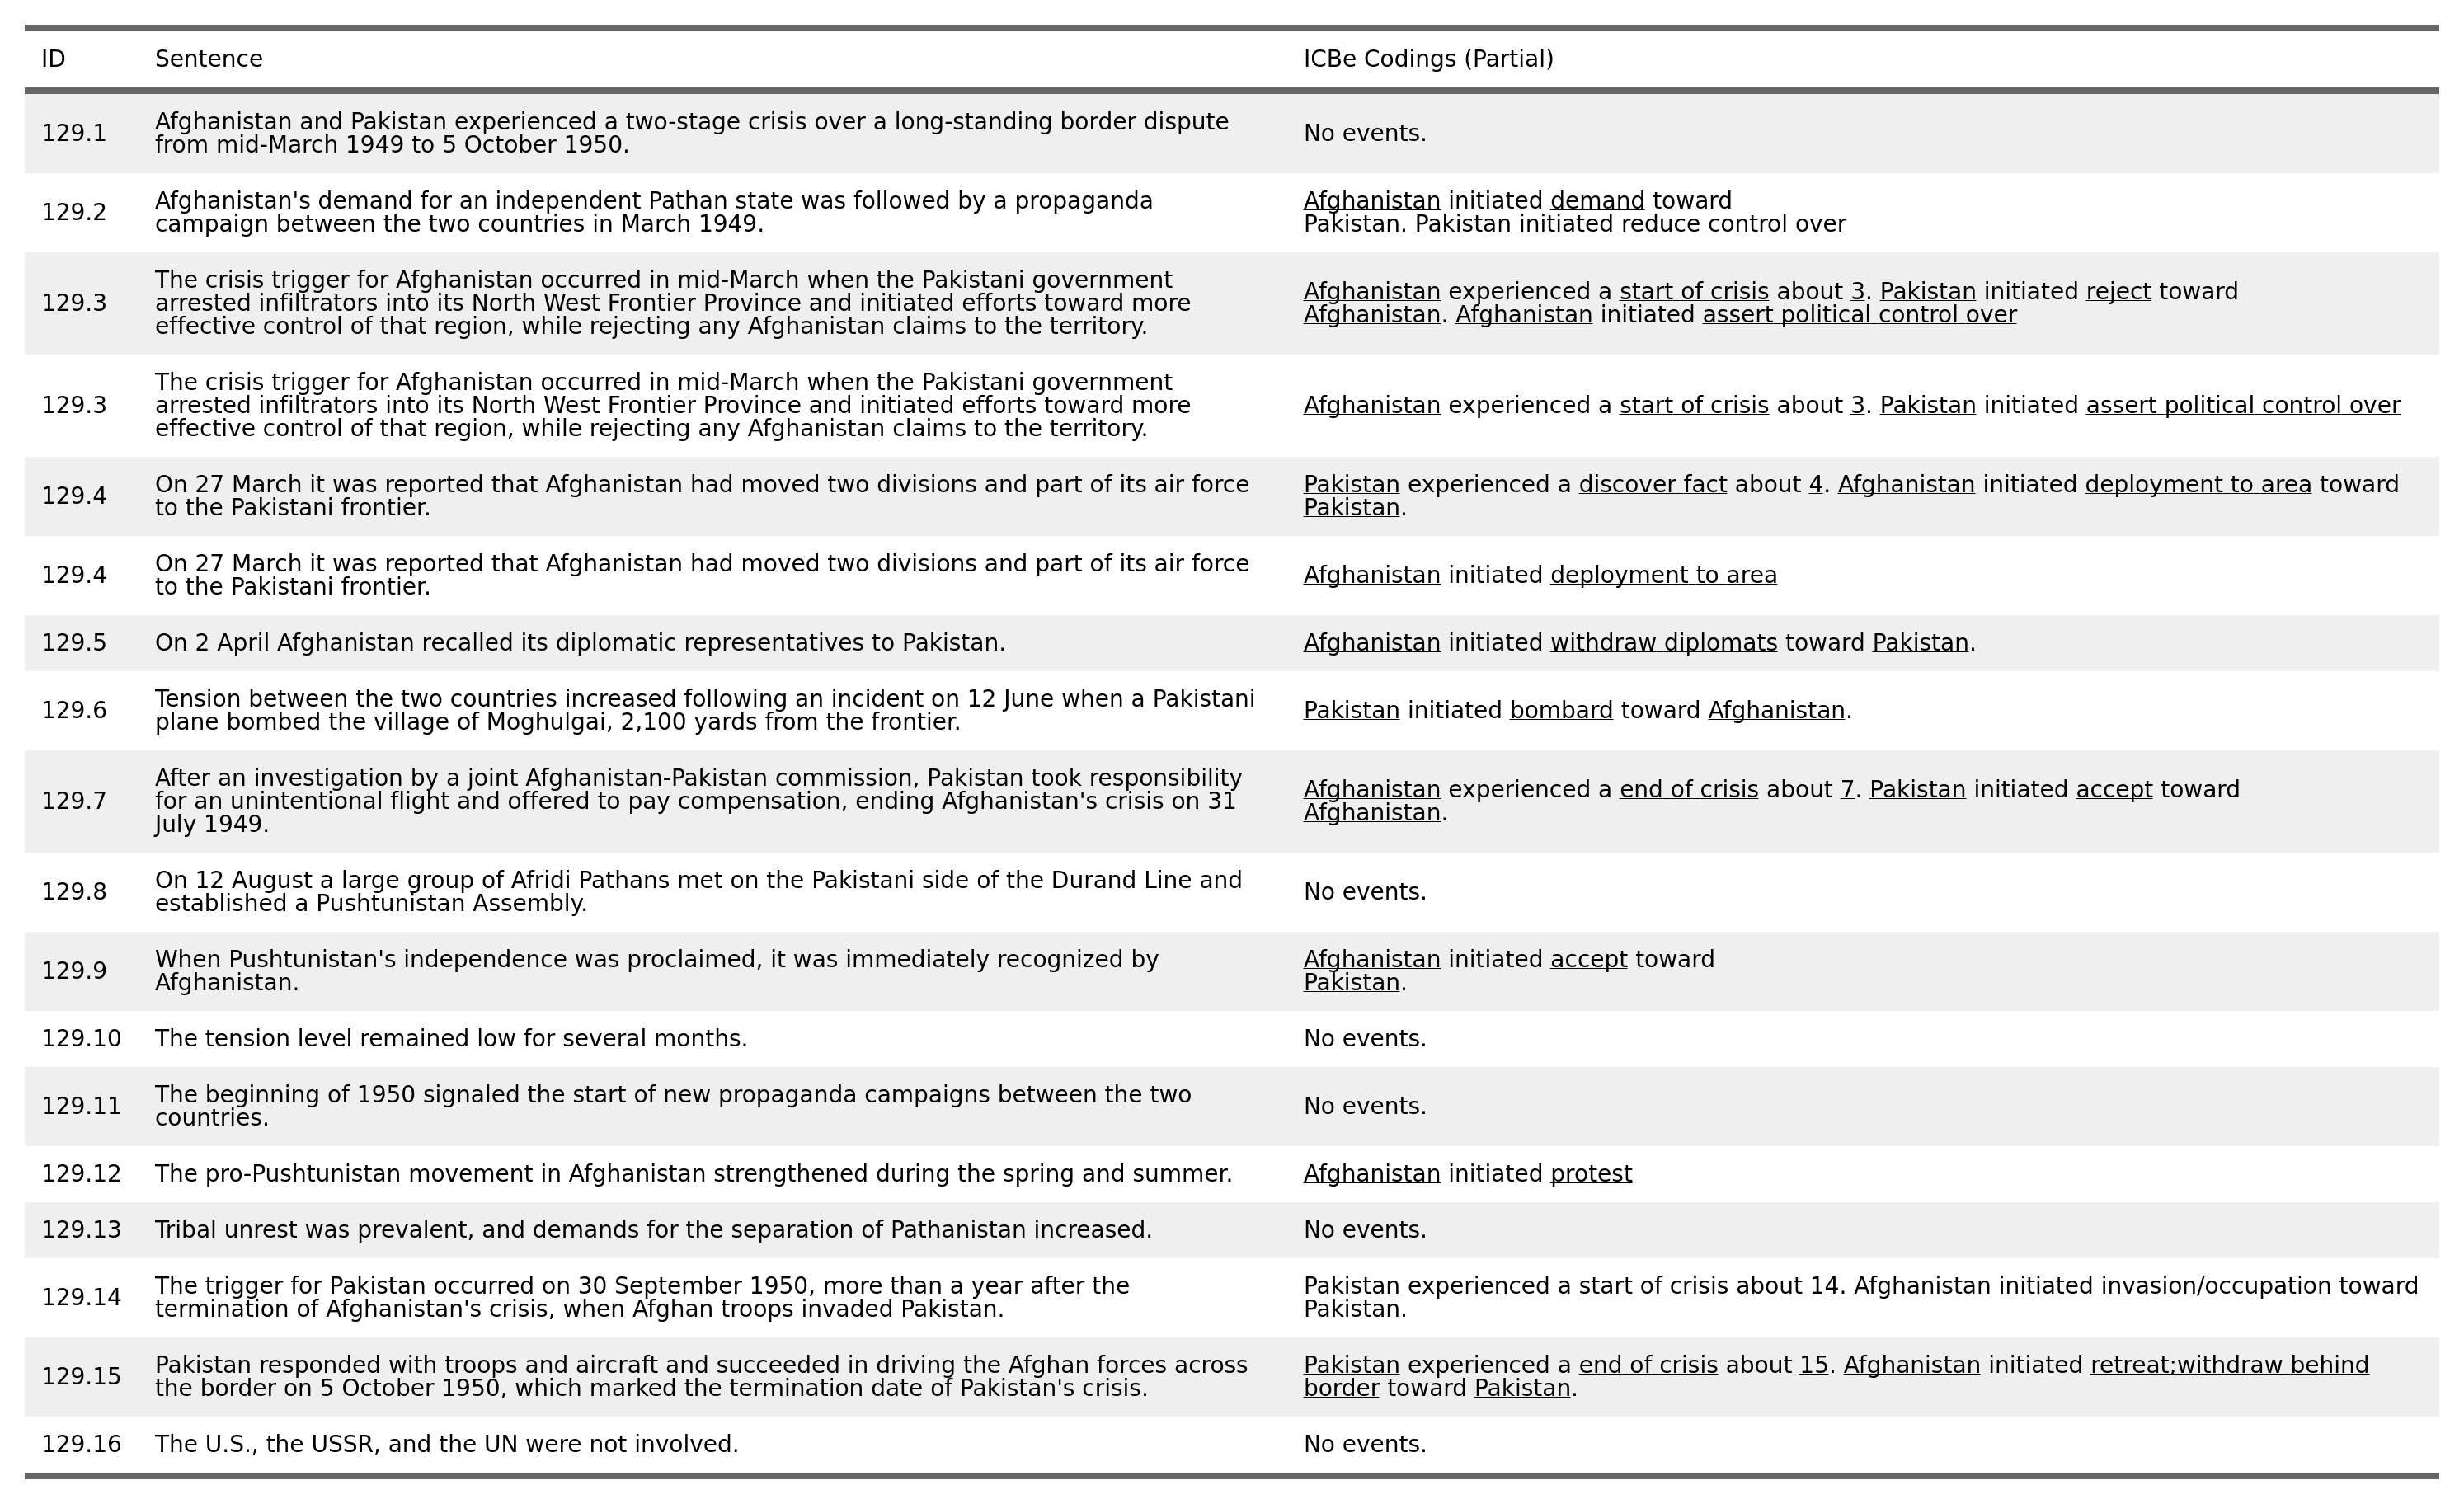 ID Sentence ICBe Codings (Partial)
129.1 Afghanistan and Pakistan experienced a two-stage crisis over a long-standing border dispute
from mid-March 1949 to 5 October 1950.
No events.
129.2 Afghanistan's demand for an independent Pathan state was followed by a propaganda
campaign between the two countries in March 1949.
Afghanistan initiated demand toward
Pakistan. Pakistan initiated reduce control over
129.3 The crisis trigger for Afghanistan occurred in mid-March when the Pakistani government
arrested infiltrators into its North West Frontier Province and initiated efforts toward more
effective control of that region, while rejecting any Afghanistan claims to the territory.
Afghanistan experienced a start of crisis about 3. Pakistan initiated reject toward
Afghanistan. Afghanistan initiated assert political control over
129.3 The crisis trigger for Afghanistan occurred in mid-March when the Pakistani government
arrested infiltrators into its North West Frontier Province and initiated efforts toward more
effective control of that region, while rejecting any Afghanistan claims to the territory.
Afghanistan experienced a start of crisis about 3. Pakistan initiated assert political control over
129.4 On 27 March it was reported that Afghanistan had moved two divisions and part of its air force
to the Pakistani frontier.
Pakistan experienced a discover fact about 4. Afghanistan initiated deployment to area toward
Pakistan.
129.4 On 27 March it was reported that Afghanistan had moved two divisions and part of its air force
to the Pakistani frontier.
Afghanistan initiated deployment to area
129.5 On 2 April Afghanistan recalled its diplomatic representatives to Pakistan.
Afghanistan initiated withdraw diplomats toward Pakistan.
129.6 Tension between the two countries increased following an incident on 12 June when a Pakistani
plane bombed the village of Moghulgai, 2,100 yards from the frontier.
Pakistan initiated bombard toward Afghanistan.
129.7 After an investigation by a joint Afghanistan-Pakistan commission, Pakistan took responsibility
for an unintentional flight and offered to pay compensation, ending Afghanistan's crisis on 31
July 1949.
Afghanistan experienced a end of crisis about 7. Pakistan initiated accept toward
Afghanistan.
129.8 On 12 August a large group of Afridi Pathans met on the Pakistani side of the Durand Line and
established a Pushtunistan Assembly.
No events.
129.9 When Pushtunistan's independence was proclaimed, it was immediately recognized by
Afghanistan.
Afghanistan initiated accept toward
Pakistan.
129.10 The tension level remained low for several months.
No events.
129.11 The beginning of 1950 signaled the start of new propaganda campaigns between the two
countries.
No events.
129.12 The pro-Pushtunistan movement in Afghanistan strengthened during the spring and summer.
Afghanistan initiated protest
129.13 Tribal unrest was prevalent, and demands for the separation of Pathanistan increased.
No events.
129.14 The trigger for Pakistan occurred on 30 September 1950, more than a year after the
termination of Afghanistan's crisis, when Afghan troops invaded Pakistan.
Pakistan experienced a start of crisis about 14. Afghanistan initiated invasion/occupation toward
Pakistan.
129.15 Pakistan responded with troops and aircraft and succeeded in driving the Afghan forces across
the border on 5 October 1950, which marked the termination date of Pakistan's crisis.
Pakistan experienced a end of crisis about 15. Afghanistan initiated retreat;withdraw behind
border toward Pakistan.
129.16 The U.S., the USSR, and the UN were not involved.
No events.